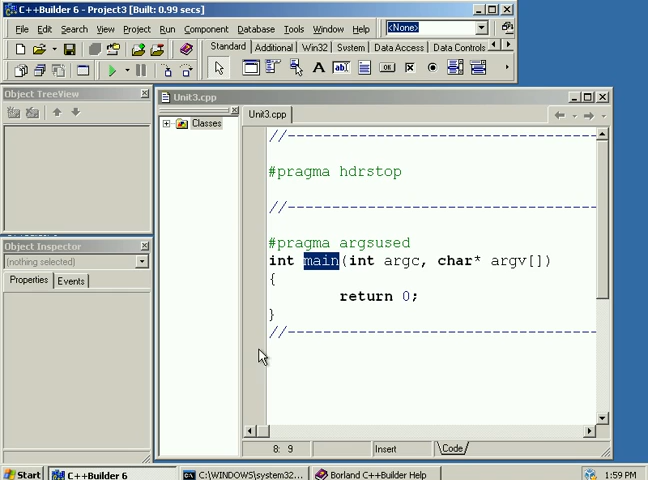 C++Builder 6 - Project3 [Built: 0.99 secs]
File Edit Search View Project Run Component Database Tools Window Help
<None>
Standard Additional Win32 System Data Access Data Controls
Object TreeView
Unit3.cpp
Classes
Unit3.cpp
//------------------------------------
#pragma hdrstop
//------------------------------------
#pragma argsused
int main(int argc, char* argv[])
{
return 0;
}
//------------------------------------
Object Inspector
(nothing selected)
Properties Events
8: 9 Insert Code
Start C++Builder 6 C:\WINDOWS\system32... Borland C++Builder Help 1:59 PM